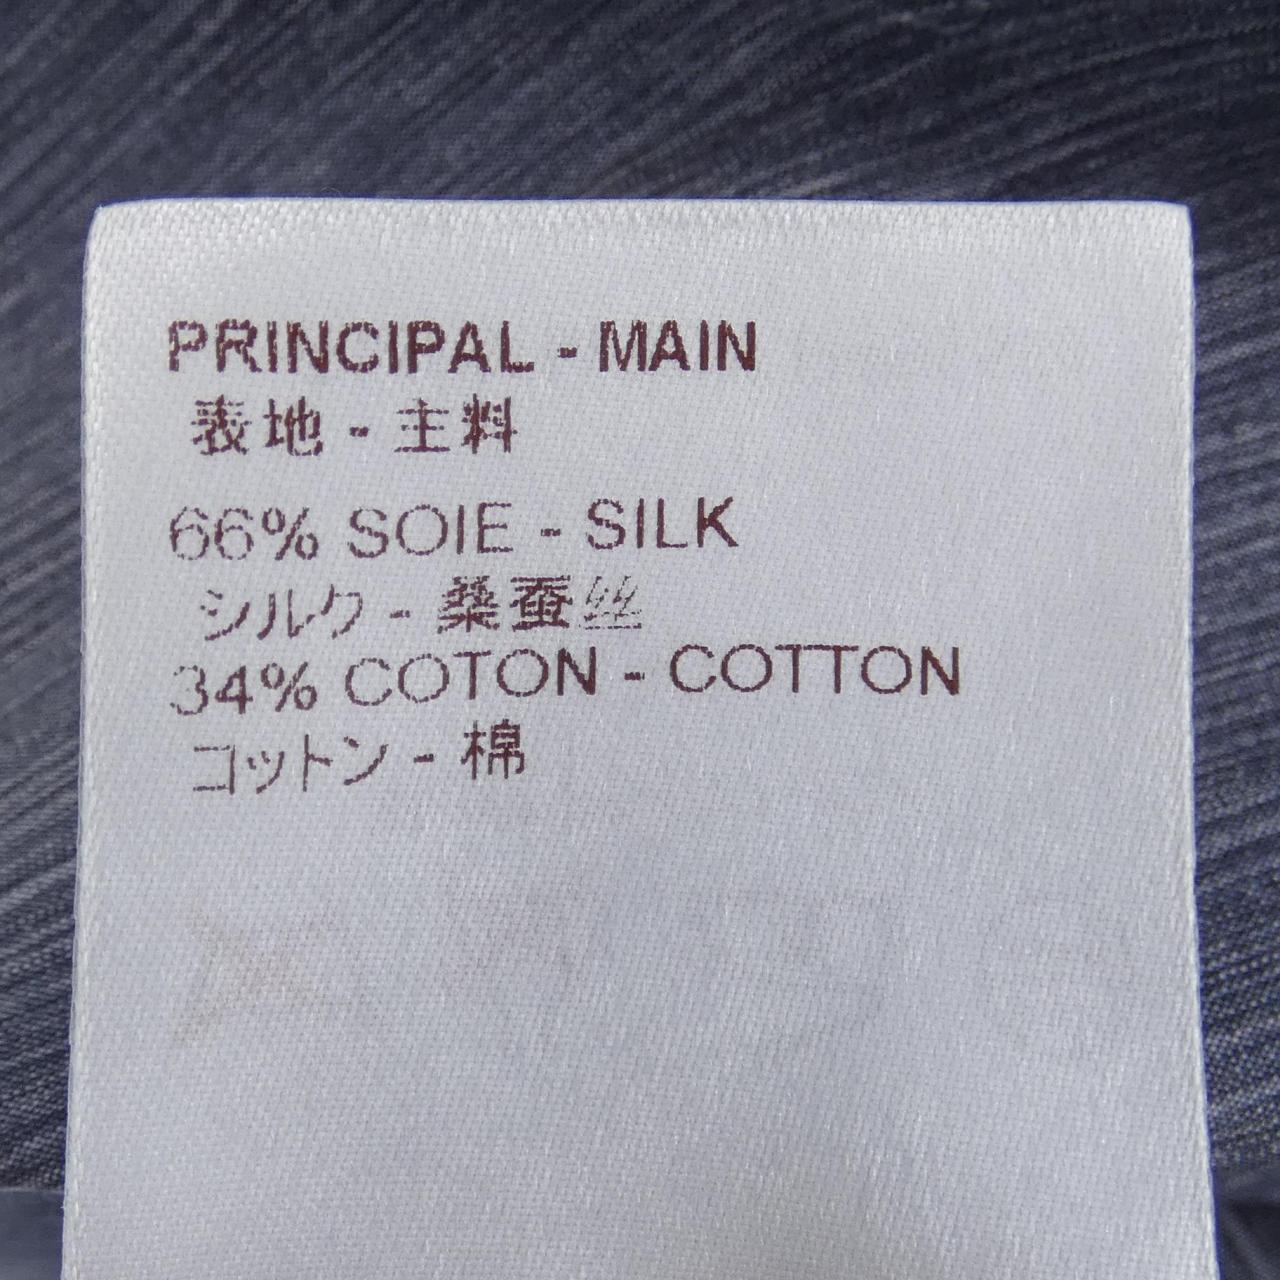 PRINCIPAL - MAIN
表地 - 主料
66% SOIE - SILK
シルク - 桑蚕丝
34% COTON - COTTON
コットン - 棉